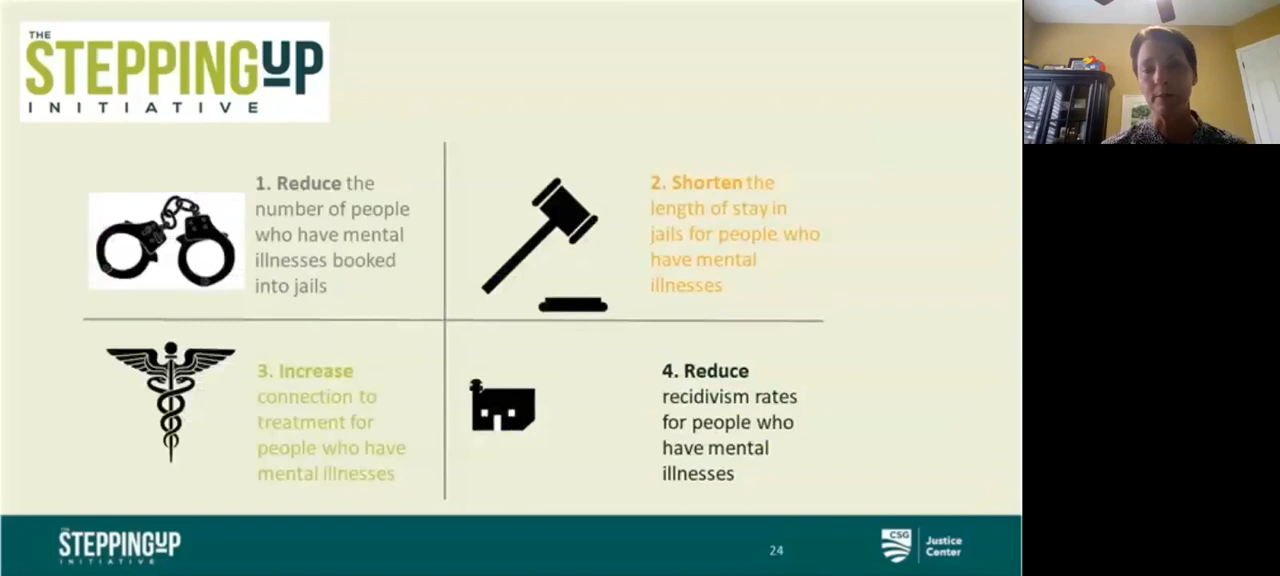 THE
STEPPINGUP
INITIATIVE
1. Reduce the
number of people
who have mental
illnesses booked
into jails
2. Shorten the
length of stay in
jails for people who
have mental
illnesses
3. Increase
connection to
treatment for
people who have
mental illnesses
4. Reduce
recidivism rates
for people who
have mental
illnesses
THE
STEPPINGUP
INITIATIVE
24
CSG
Justice
Center